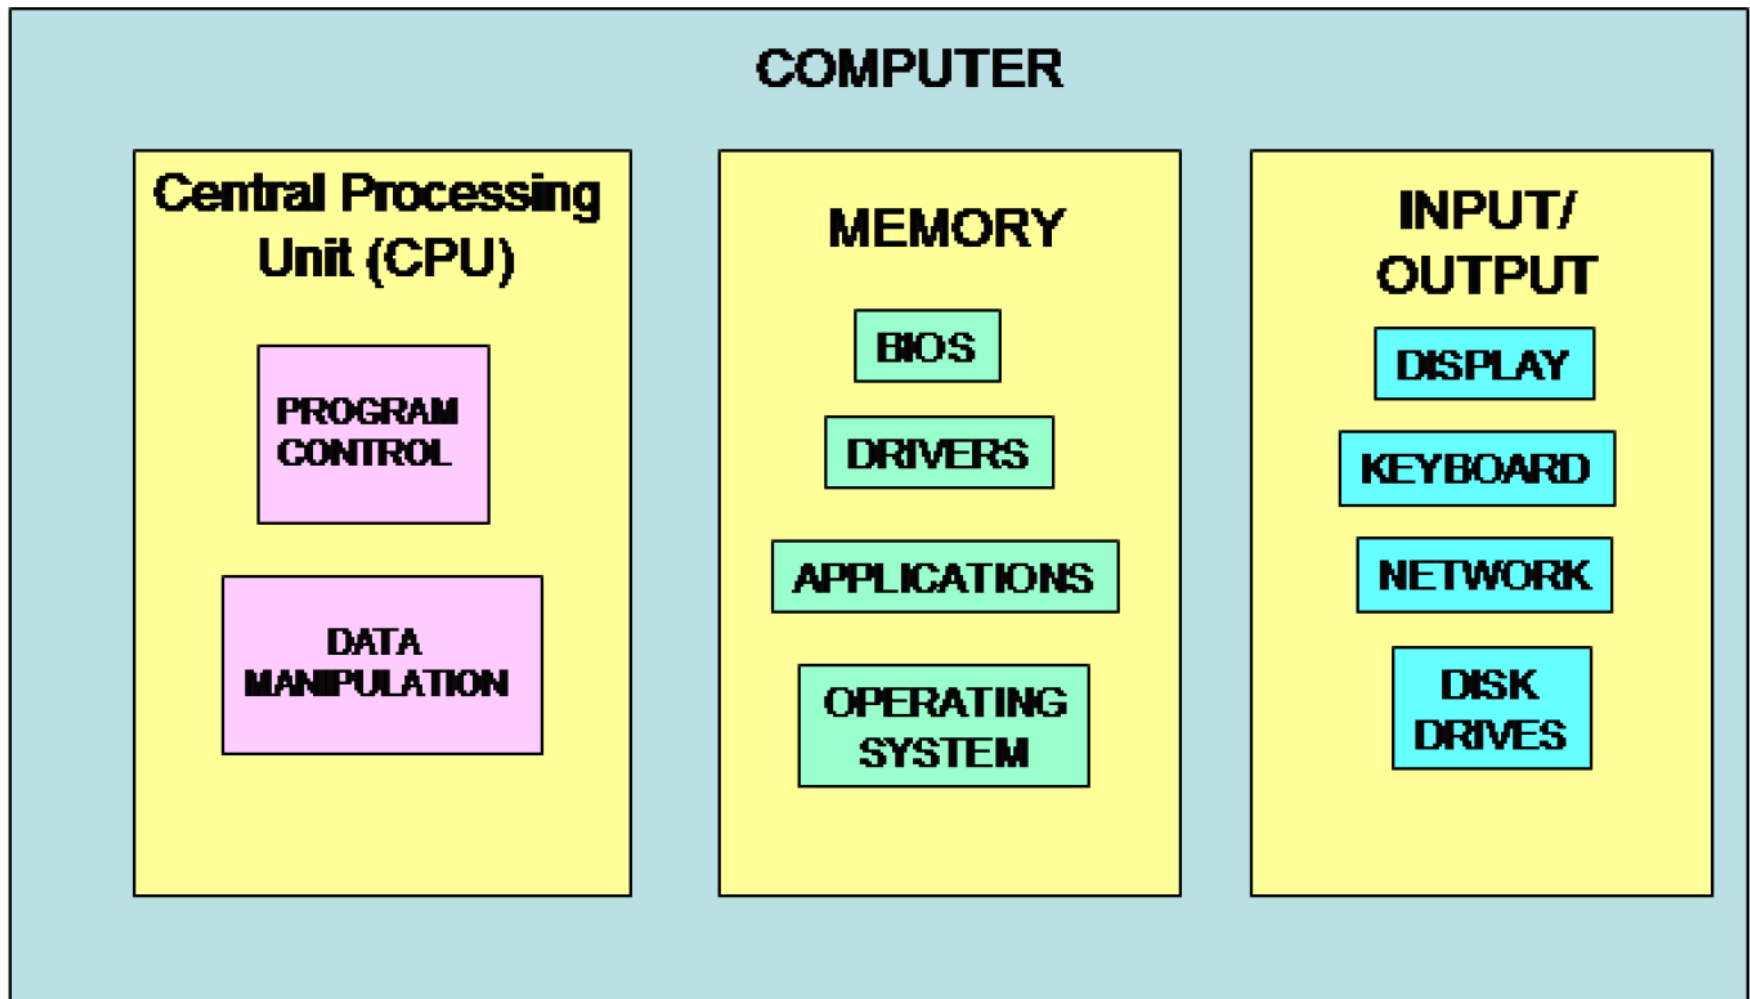 COMPUTER
Central Processing
Unit (CPU)
PROGRAM
CONTROL
DATA
MANIPULATION
MEMORY
BIOS
DRIVERS
APPLICATIONS
OPERATING
SYSTEM
INPUT/
OUTPUT
DISPLAY
KEYBOARD
NETWORK
DISK
DRIVES